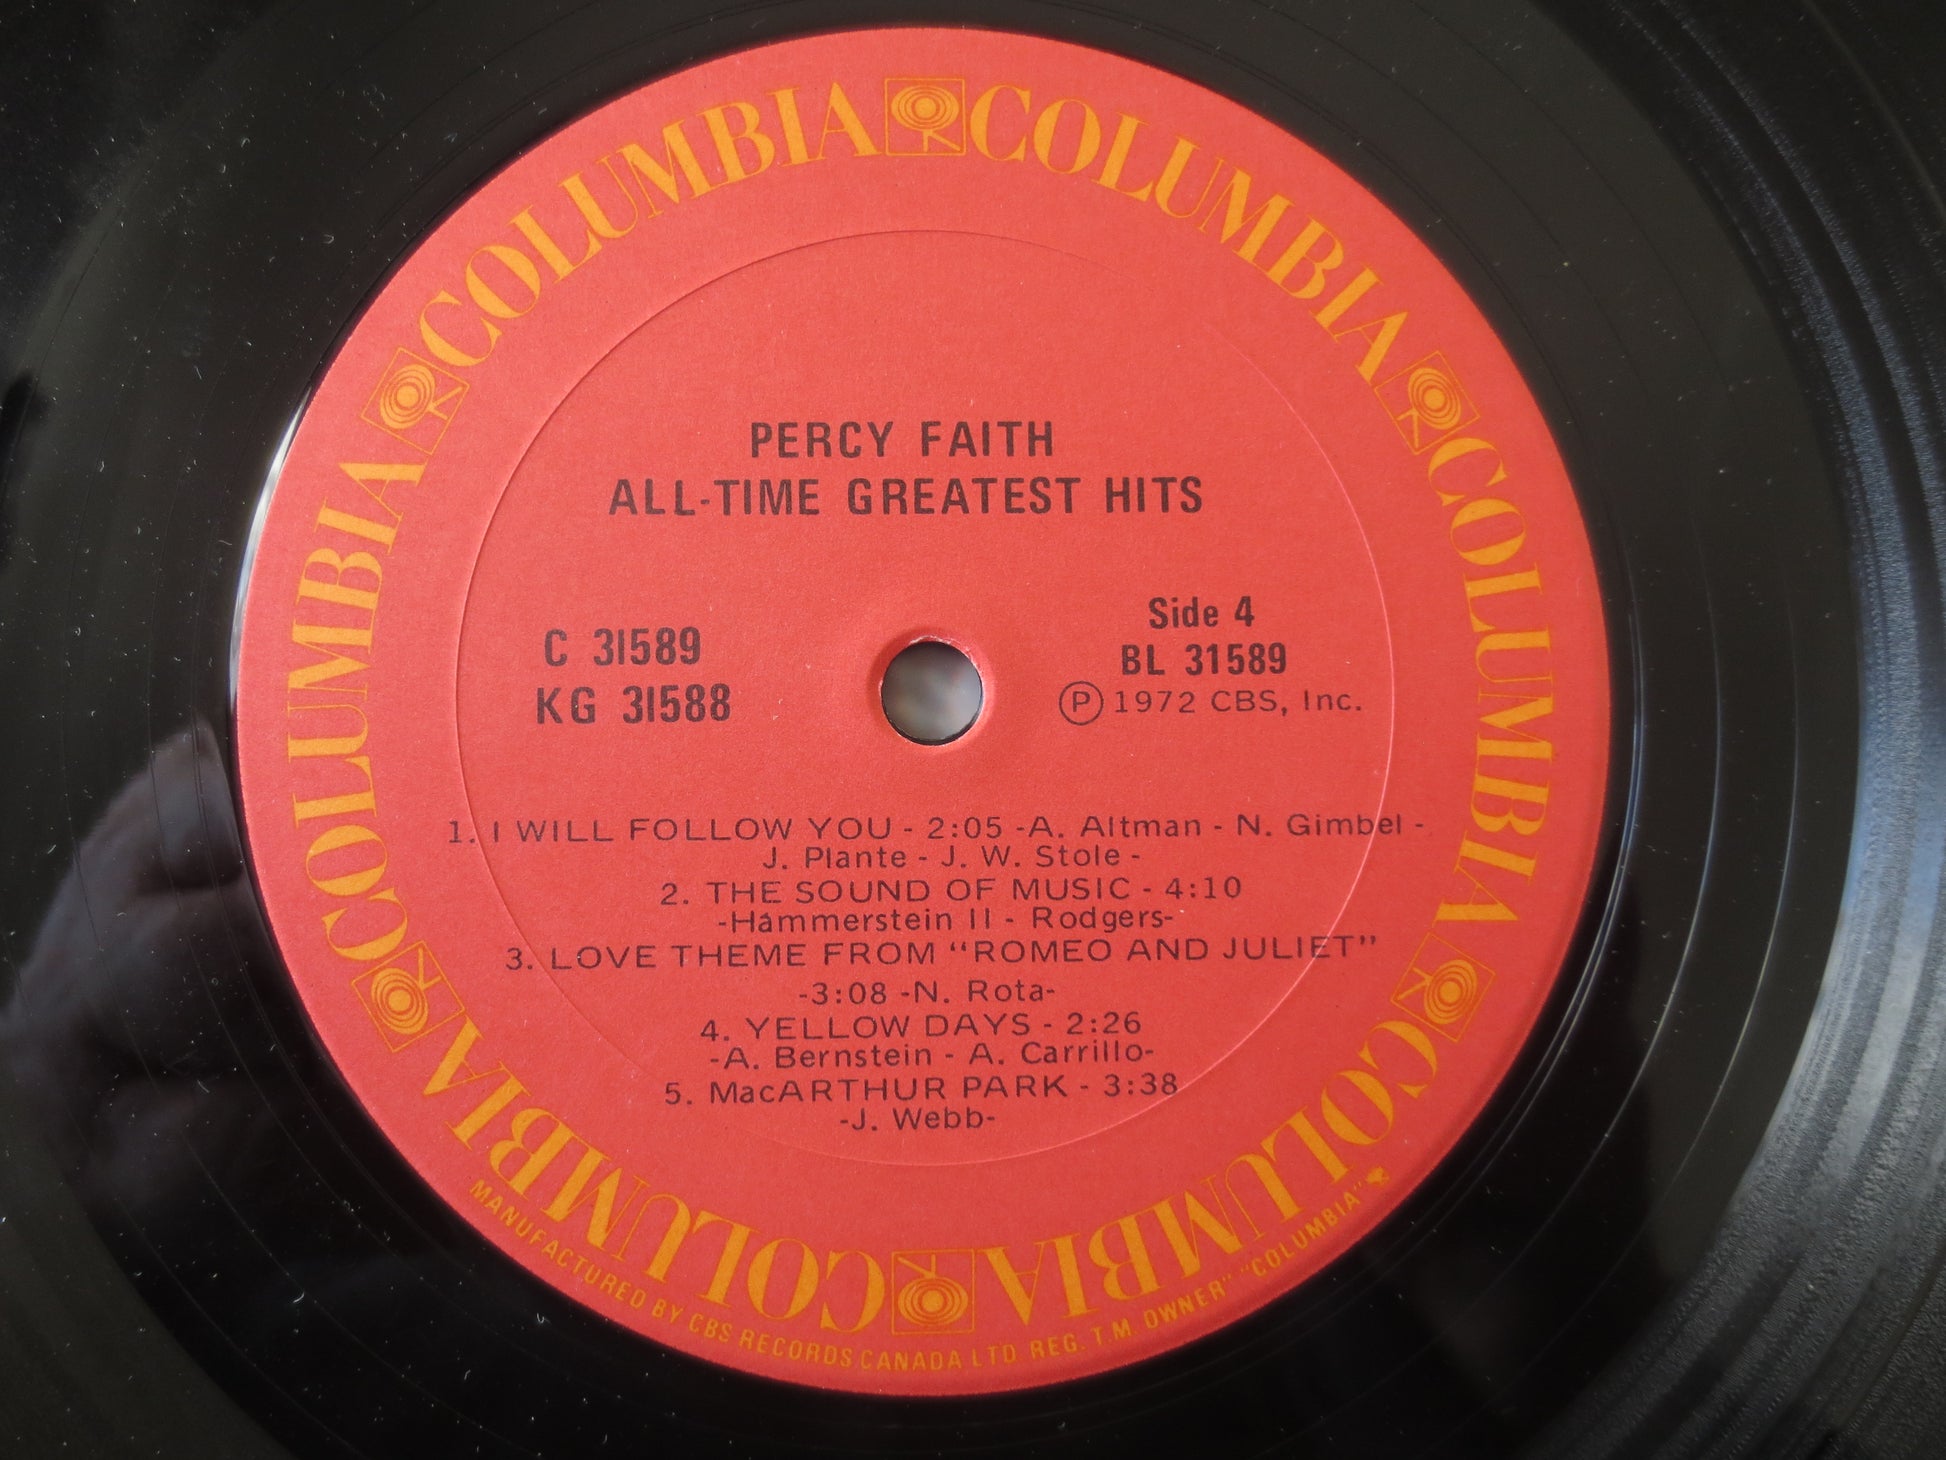 COLUMBIA COLUMBIA COLUMBIA COLUMBIA COLUMBIA COLUMBIA COLUMBIA COLUMBIA
PERCY FAITH
ALL-TIME GREATEST HITS
C 31589
KG 31588
Side 4
BL 31589
Ⓟ 1972 CBS, Inc.
1. I WILL FOLLOW YOU - 2:05 -A. Altman - N. Gimbel -
J. Plante - J. W. Stole -
2. THE SOUND OF MUSIC - 4:10
-Hammerstein II - Rodgers-
3. LOVE THEME FROM "ROMEO AND JULIET"
-3:08 -N. Rota-
4. YELLOW DAYS - 2:26
-A. Bernstein - A. Carrillo-
5. MacARTHUR PARK - 3:38
-J. Webb-
MANUFACTURED BY CBS RECORDS CANADA LTD REG. T.M. OWNER" "COLUMBIA"